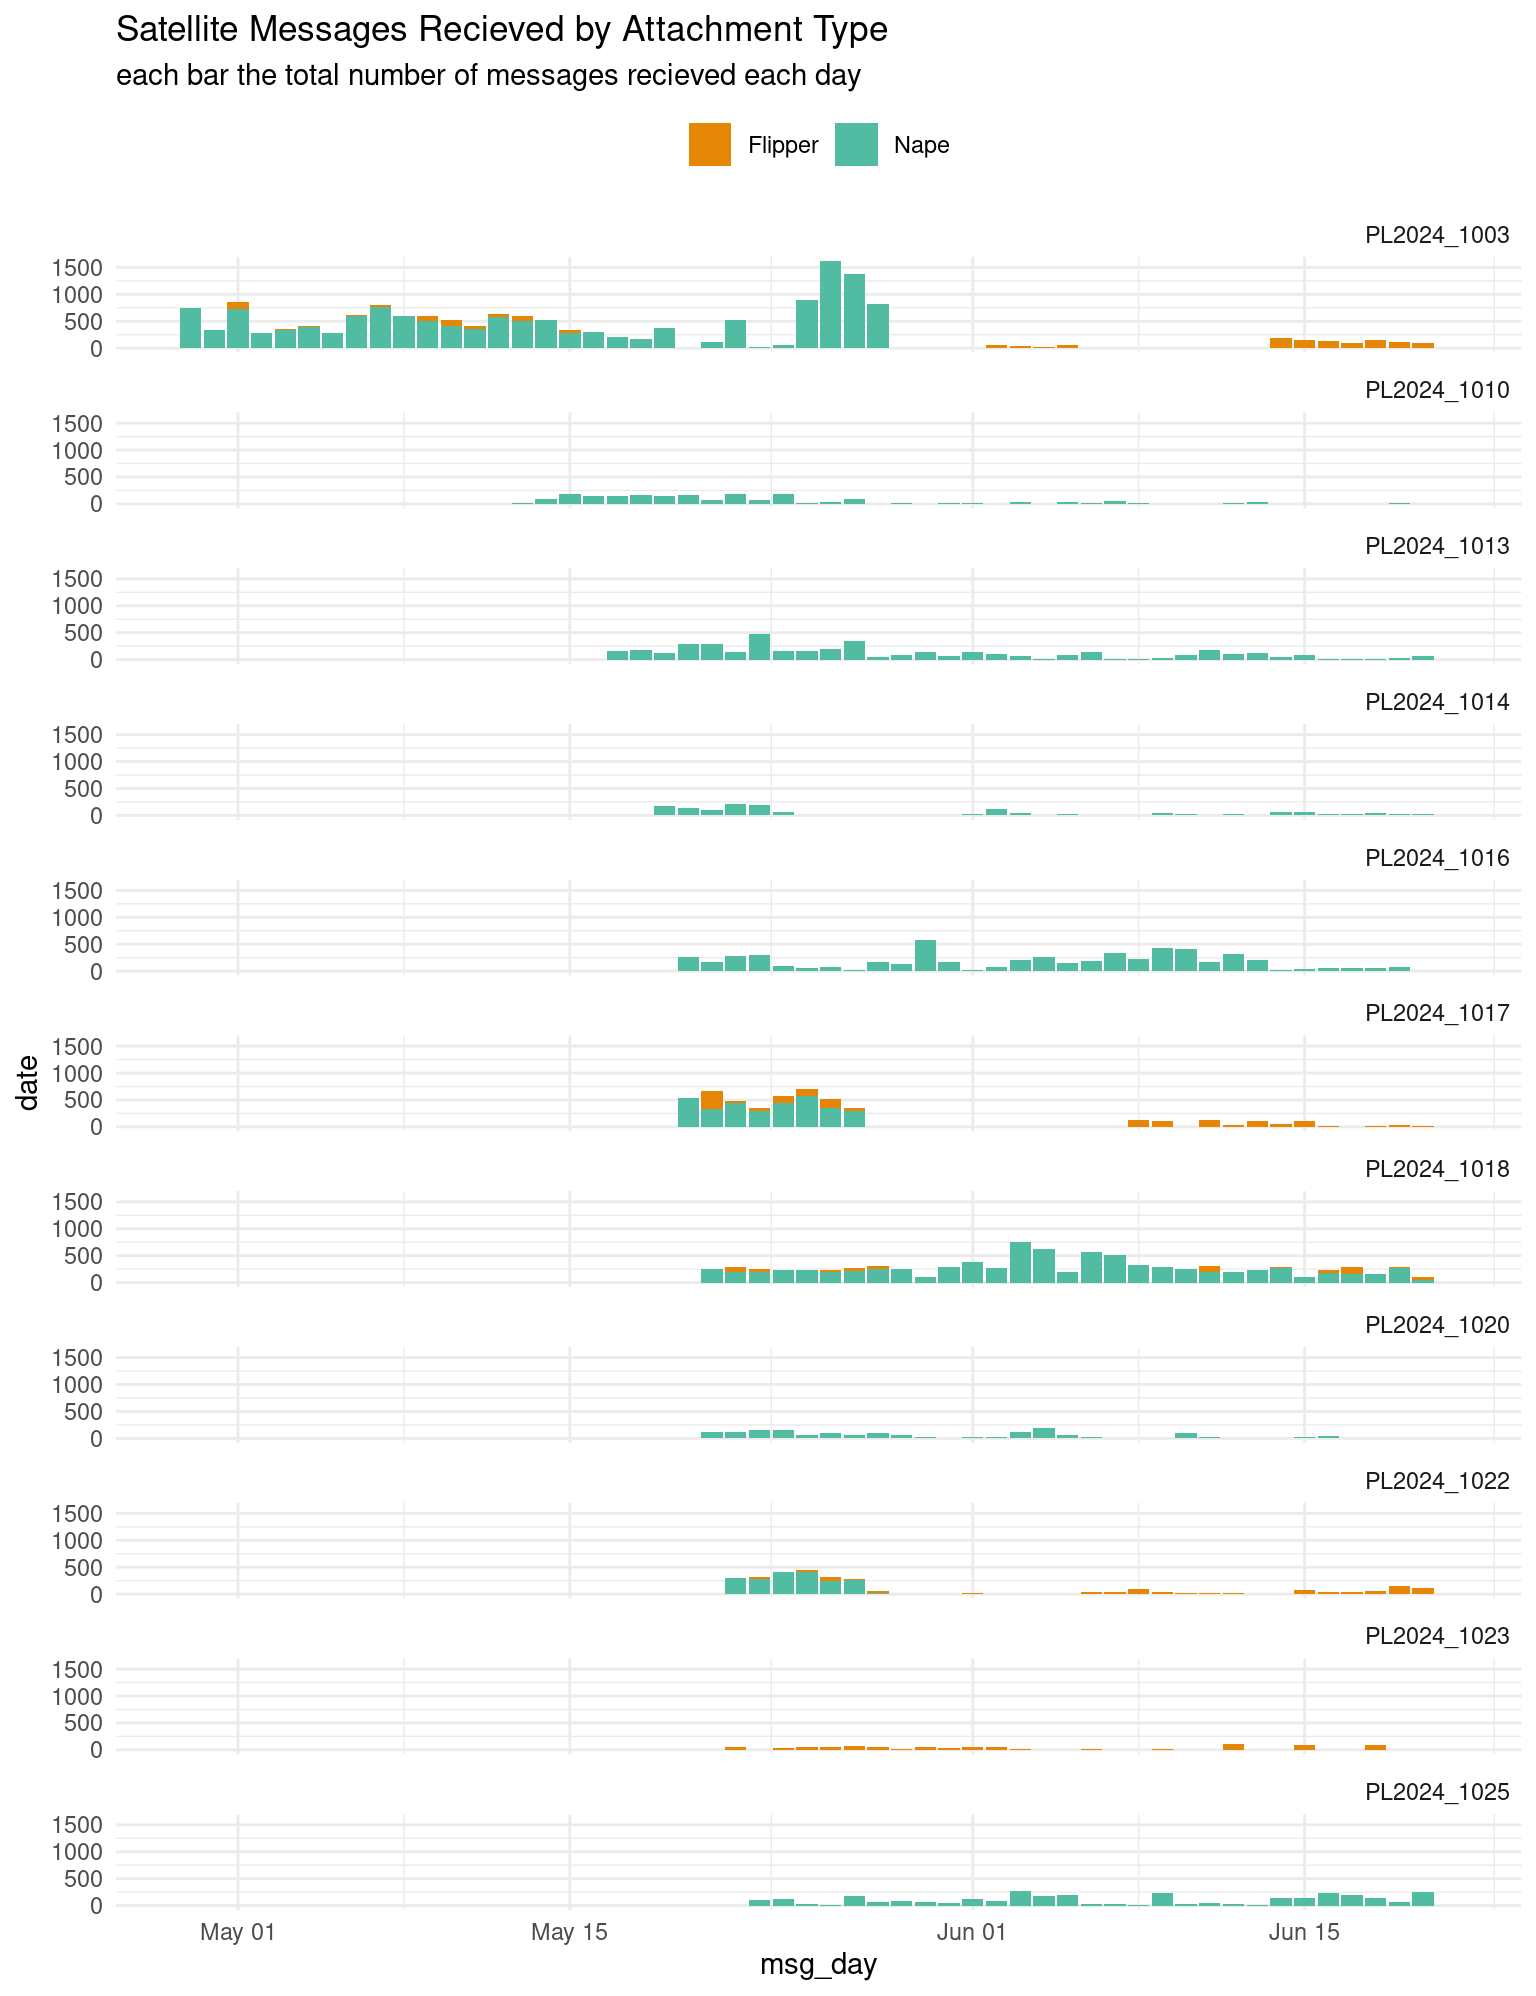 Satellite Messages Recieved by Attachment Type
each bar the total number of messages recieved each day
Flipper Nape
PL2024_1003
1500
1000
500
0
PL2024_1010
1500
1000
500
0
PL2024_1013
1500
1000
500
0
PL2024_1014
1500
1000
500
0
PL2024_1016
1500
1000
500
0
PL2024_1017
1500
1000
500
0
date
PL2024_1018
1500
1000
500
0
PL2024_1020
1500
1000
500
0
PL2024_1022
1500
1000
500
0
PL2024_1023
1500
1000
500
0
PL2024_1025
1500
1000
500
0
May 01 May 15 Jun 01 Jun 15
msg_day